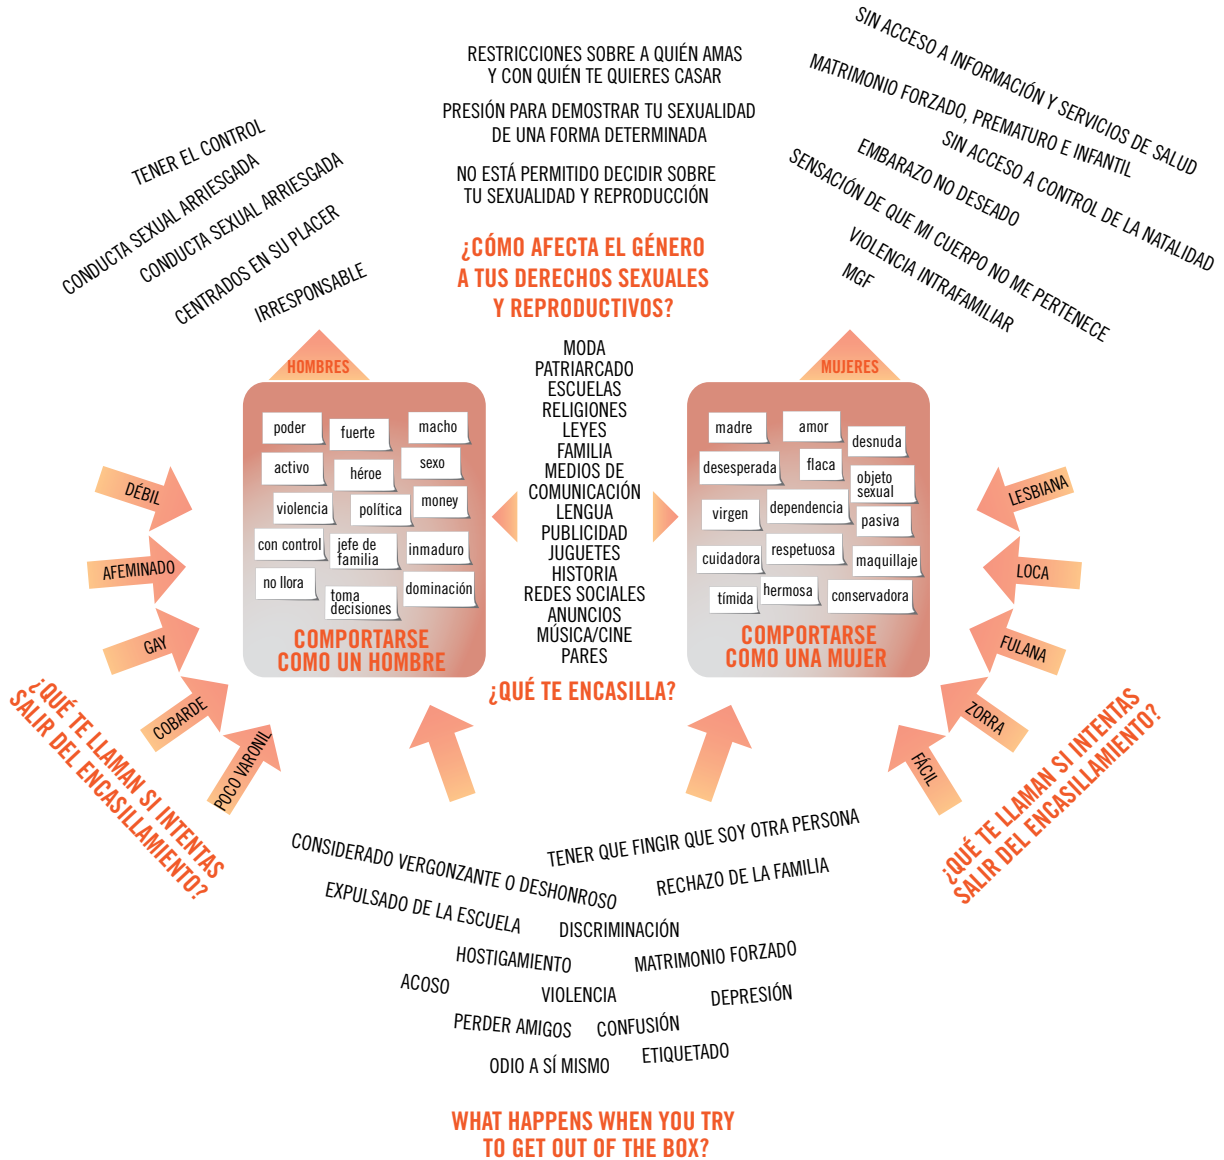 RESTRICCIONES SOBRE A QUIÉN AMAS
Y CON QUIÉN TE QUIERES CASAR
PRESIÓN PARA DEMOSTRAR TU SEXUALIDAD
DE UNA FORMA DETERMINADA
NO ESTÁ PERMITIDO DECIDIR SOBRE
TU SEXUALIDAD Y REPRODUCCIÓN
TENER EL CONTROL
CONDUCTA SEXUAL ARRIESGADA
CONDUCTA SEXUAL ARRIESGADA
CENTRADOS EN SU PLACER
IRRESPONSABLE
SIN ACCESO A INFORMACIÓN Y SERVICIOS DE SALUD
MATRIMONIO FORZADO, PREMATURO E INFANTIL
SIN ACCESO A CONTROL DE LA NATALIDAD
EMBARAZO NO DESEADO
SENSACIÓN DE QUE MI CUERPO NO ME PERTENECE
VIOLENCIA INTRAFAMILIAR
MGF
¿CÓMO AFECTA EL GÉNERO
A TUS DERECHOS SEXUALES
Y REPRODUCTIVOS?
HOMBRES
poder
fuerte
macho
activo
héroe
sexo
violencia
política
money
con control
jefe de
familia
inmaduro
no llora
toma
decisiones
dominación
COMPORTARSE
COMO UN HOMBRE
MODA
PATRIARCADO
ESCUELAS
RELIGIONES
LEYES
FAMILIA
MEDIOS DE
COMUNICACIÓN
LENGUA
PUBLICIDAD
JUGUETES
HISTORIA
REDES SOCIALES
ANUNCIOS
MÚSICA/CINE
PARES
¿QUÉ TE ENCASILLA?
MUJERES
madre
amor
desnuda
desesperada
flaca
objeto
sexual
virgen
dependencia
pasiva
cuidadora
respetuosa
maquillaje
tímida
hermosa
conservadora
COMPORTARSE
COMO UNA MUJER
DÉBIL
AFEMINADO
GAY
COBARDE
POCO VARONIL
¿QUÉ TE LLAMAN SI INTENTAS
SALIR DEL ENCASILLAMIENTO?
LESBIANA
LOCA
FULANA
ZORRA
FÁCIL
¿QUÉ TE LLAMAN SI INTENTAS
SALIR DEL ENCASILLAMIENTO?
CONSIDERADO VERGONZANTE O DESHONROSO
TENER QUE FINGIR QUE SOY OTRA PERSONA
EXPULSADO DE LA ESCUELA
RECHAZO DE LA FAMILIA
DISCRIMINACIÓN
HOSTIGAMIENTO
MATRIMONIO FORZADO
ACOSO
VIOLENCIA
DEPRESIÓN
PERDER AMIGOS
CONFUSIÓN
ODIO A SÍ MISMO
ETIQUETADO
WHAT HAPPENS WHEN YOU TRY
TO GET OUT OF THE BOX?